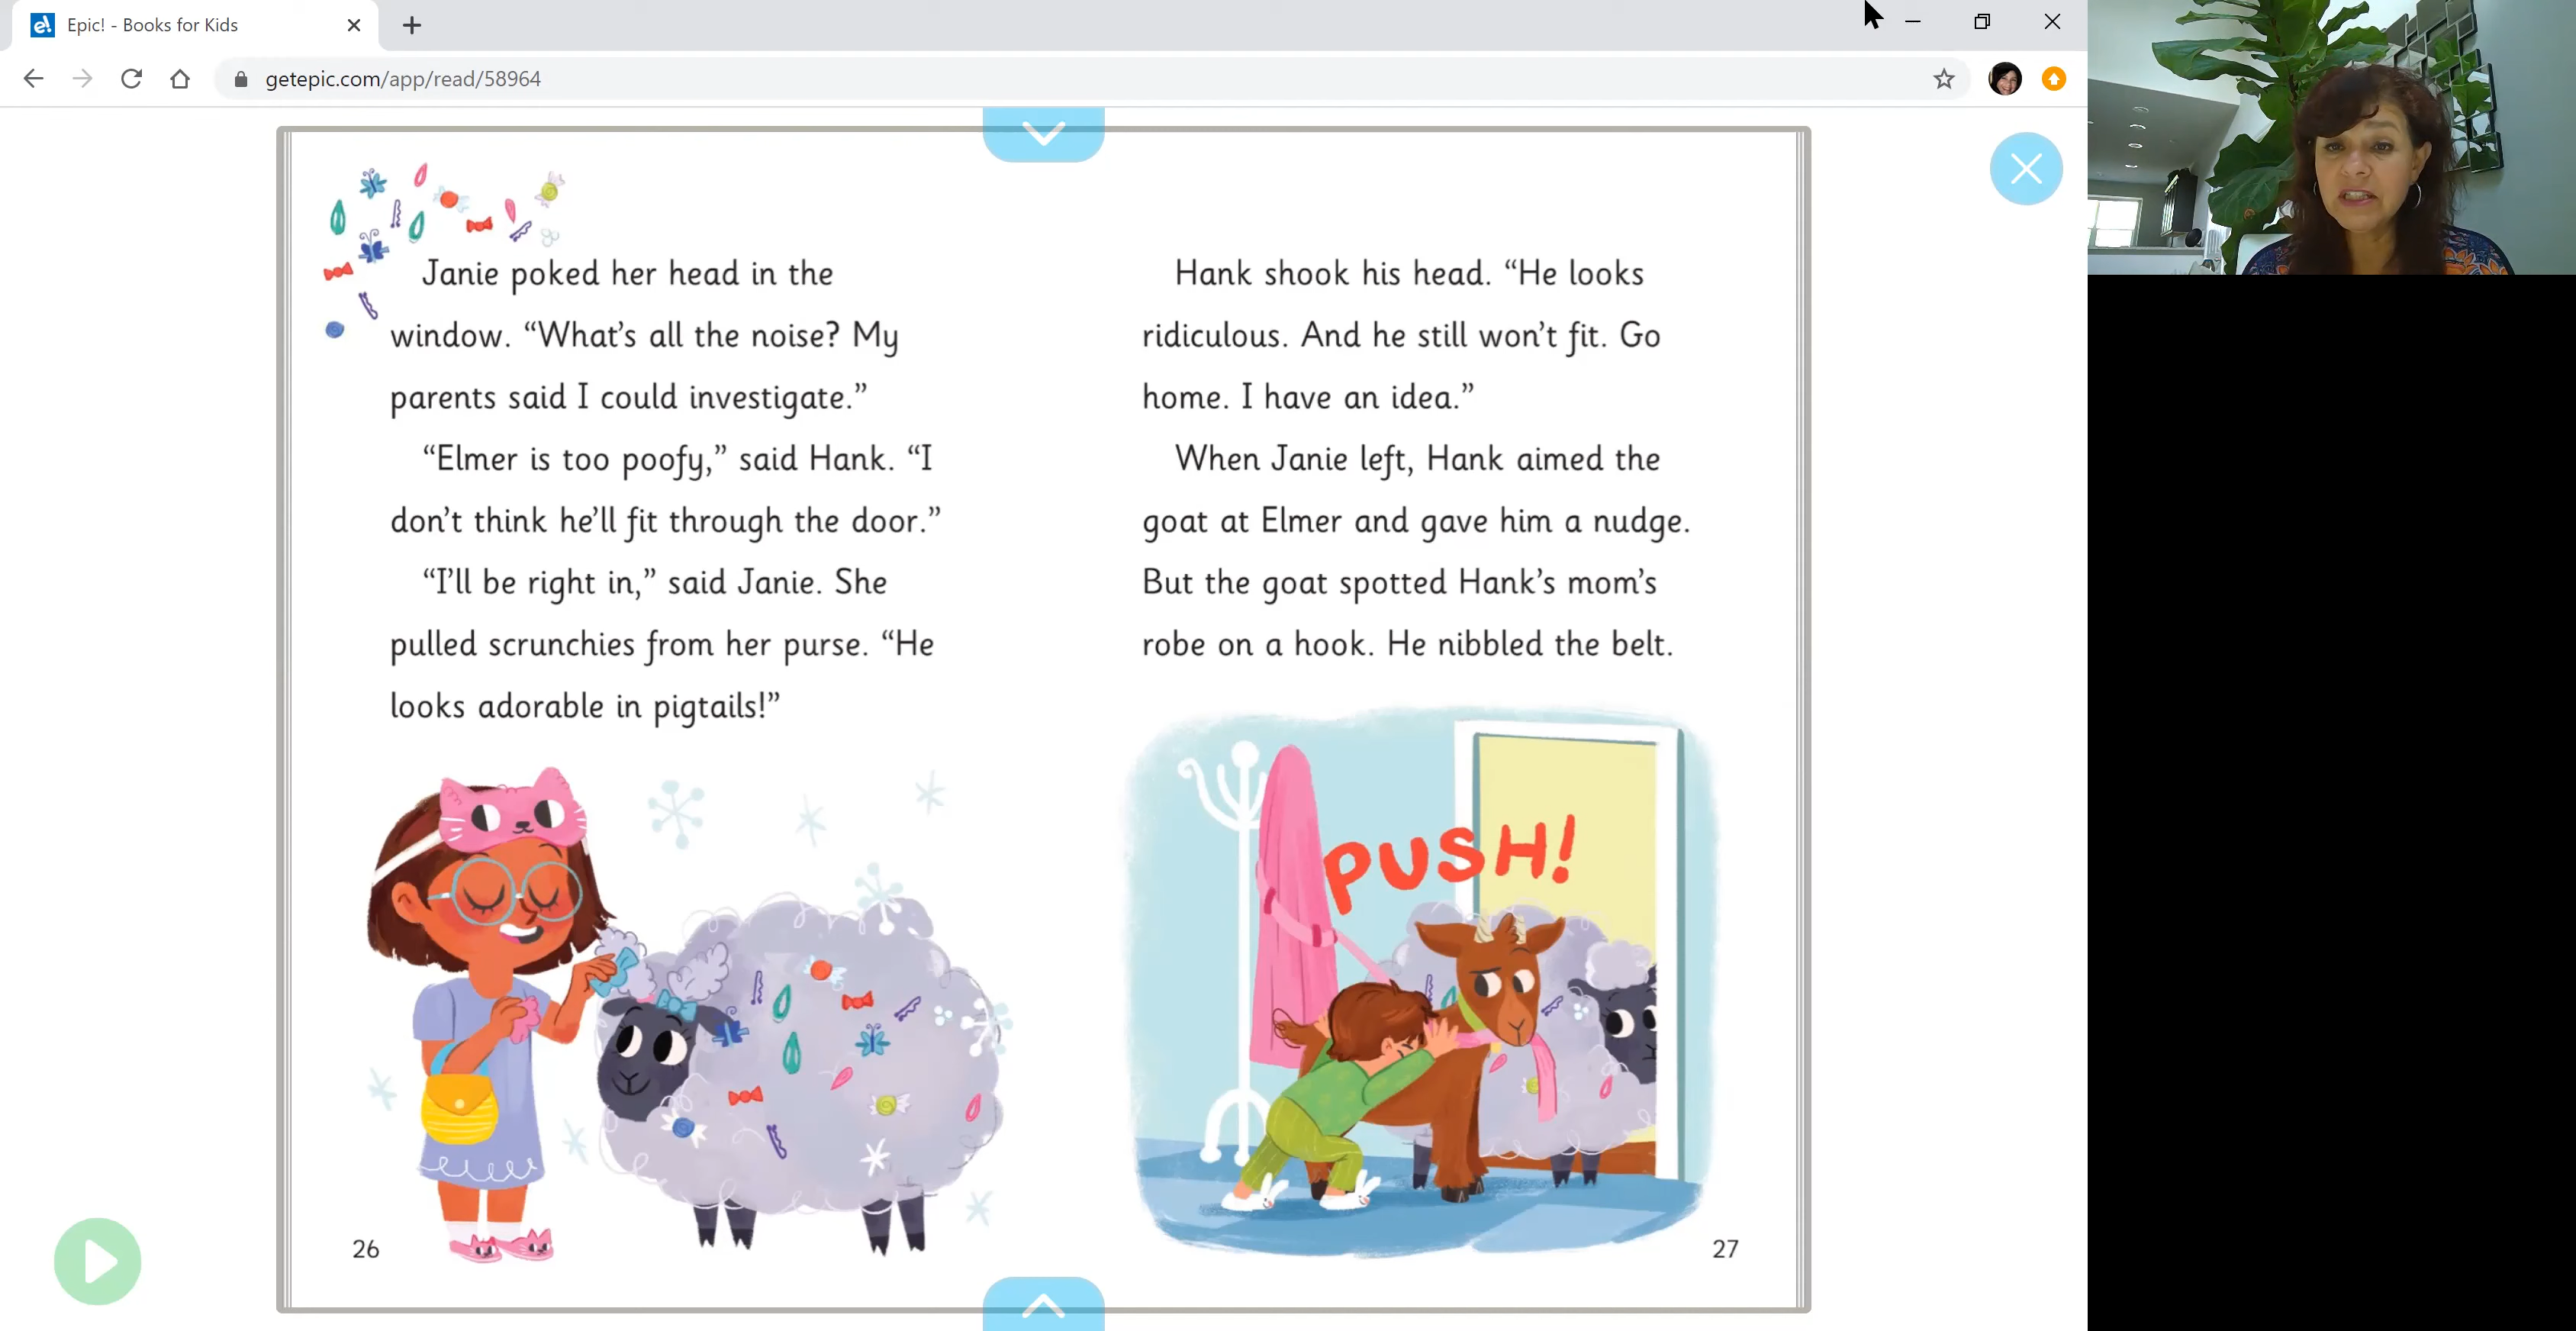 Epic! - Books for Kids
getepic.com/app/read/58964
Janie poked her head in the
window. “What’s all the noise? My
parents said I could investigate.”
“Elmer is too poofy,” said Hank. “I
don’t think he’ll fit through the door.”
“I’ll be right in,” said Janie. She
pulled scrunchies from her purse. “He
looks adorable in pigtails!”
26
Hank shook his head. “He looks
ridiculous. And he still won’t fit. Go
home. I have an idea.”
When Janie left, Hank aimed the
goat at Elmer and gave him a nudge.
But the goat spotted Hank’s mom’s
robe on a hook. He nibbled the belt.
PUSH!
27